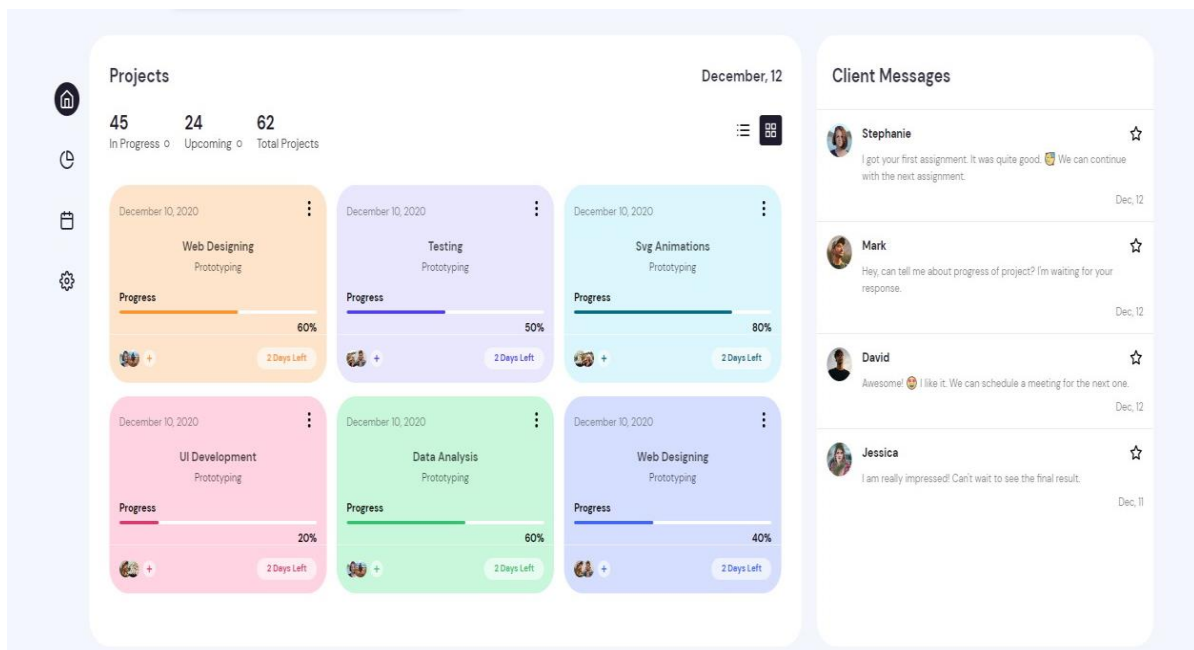 Projects
December, 12
45
24
62
In Progress
Upcoming
Total Projects
December 10, 2020
Web Designing
Prototyping
Progress
60%
+
2 Days Left
December 10, 2020
Testing
Prototyping
Progress
50%
+
2 Days Left
December 10, 2020
Svg Animations
Prototyping
Progress
80%
+
2 Days Left
December 10, 2020
UI Development
Prototyping
Progress
20%
+
2 Days Left
December 10, 2020
Data Analysis
Prototyping
Progress
60%
+
2 Days Left
December 10, 2020
Web Designing
Prototyping
Progress
40%
+
2 Days Left
Client Messages
Stephanie
I got your first assignment. It was quite good. 🥳 We can continue
with the next assignment.
Dec, 12
Mark
Hey, can tell me about progress of project? I'm waiting for your
response.
Dec, 12
David
Awesome! 🤩 I like it. We can schedule a meeting for the next one.
Dec, 12
Jessica
I am really impressed! Can't wait to see the final result.
Dec, 11